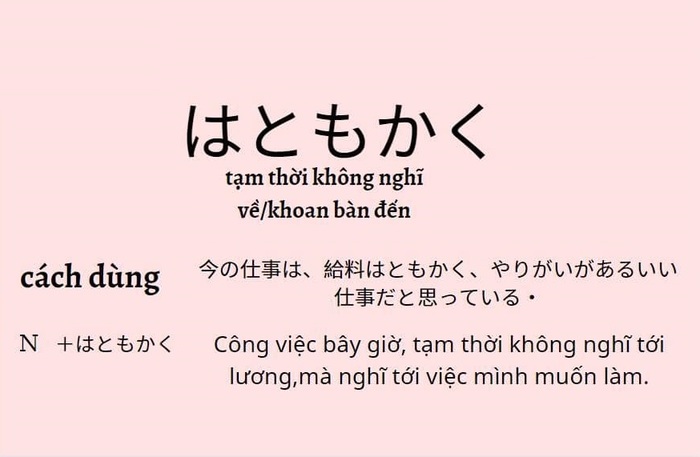 はともかく
tạm thời không nghĩ
về/khoan bàn đến
cách dùng
今の仕事は、給料はともかく、やりがいがあるいい
仕事だと思っている・
N ＋はともかく
Công việc bây giờ, tạm thời không nghĩ tới
lương,mà nghĩ tới việc mình muốn làm.